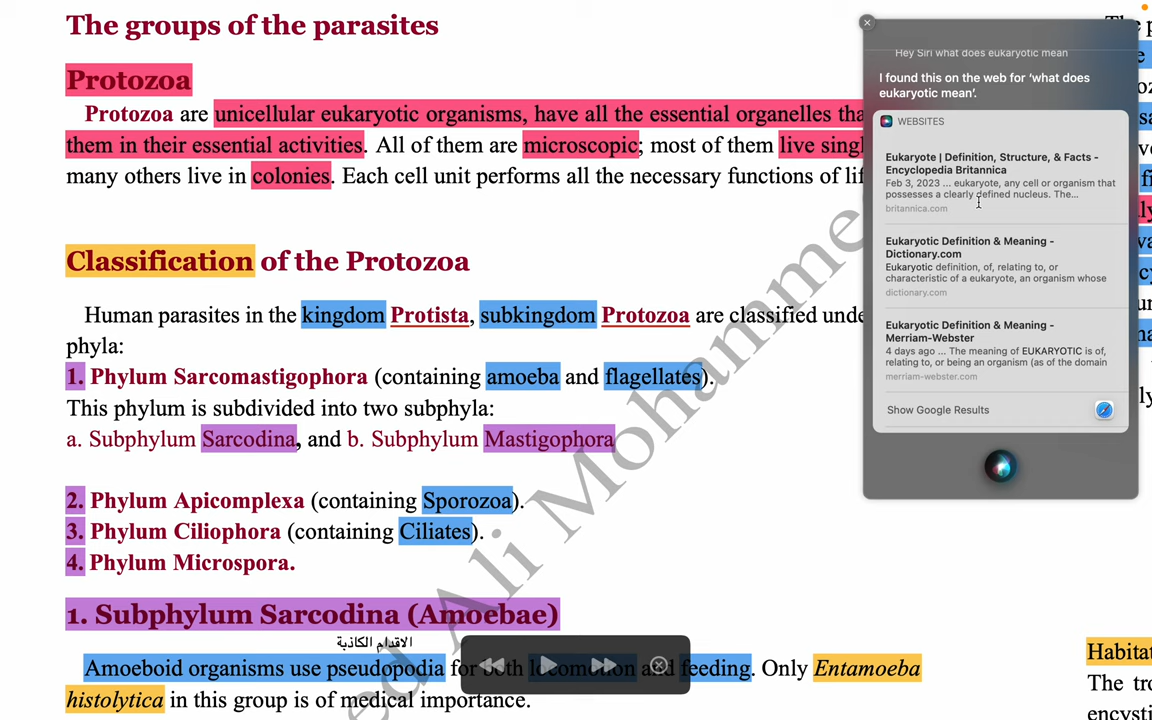 The groups of the parasites
Protozoa
Protozoa are unicellular eukaryotic organisms, have all the essential organelles tha
them in their essential activities. All of them are microscopic; most of them live singl
many others live in colonies. Each cell unit performs all the necessary functions of lif
Classification of the Protozoa
Human parasites in the kingdom Protista, subkingdom Protozoa are classified unde
phyla:
1. Phylum Sarcomastigophora (containing amoeba and flagellates).
This phylum is subdivided into two subphyla:
a. Subphylum Sarcodina, and b. Subphylum Mastigophora
2. Phylum Apicomplexa (containing Sporozoa).
3. Phylum Ciliophora (containing Ciliates).
4. Phylum Microspora.
1. Subphylum Sarcodina (Amoebae)
الاقدام الكاذبة
Amoeboid organisms use pseudopodia for both locomotion and feeding. Only Entamoeba
histolytica in this group is of medical importance.
ed Ali Mohamme
Hey Siri what does eukaryotic mean
I found this on the web for ‘what does
eukaryotic mean’.
WEBSITES
Eukaryote | Definition, Structure, & Facts -
Encyclopedia Britannica
Feb 3, 2023 ... eukaryote, any cell or organism that
possesses a clearly defined nucleus. The...
britannica.com
Eukaryotic Definition & Meaning -
Dictionary.com
Eukaryotic definition, of, relating to, or
characteristic of a eukaryote, an organism whose
dictionary.com
Eukaryotic Definition & Meaning -
Merriam-Webster
4 days ago ... The meaning of EUKARYOTIC is of,
relating to, or being an organism (as of the domain
merriam-webster.com
Show Google Results
Habitat
The tro
encysti